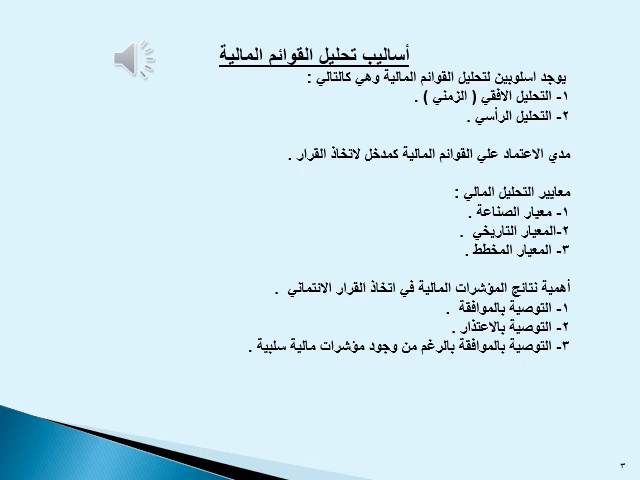 أساليب تحليل القوائم المالية
يوجد اسلوبين لتحليل القوائم المالية وهي كالتالي :
١- التحليل الافقي ( الزمني ) .
٢- التحليل الرأسي .
مدي الاعتماد علي القوائم المالية كمدخل لاتخاذ القرار .
معايير التحليل المالي :
١- معيار الصناعة .
٢-المعيار التاريخي .
٣- المعيار المخطط .
أهمية نتائج المؤشرات المالية في اتخاذ القرار الائتماني .
١- التوصية بالموافقة .
٢- التوصية بالاعتذار .
٣- التوصية بالموافقة بالرغم من وجود مؤشرات مالية سلبية .
٣